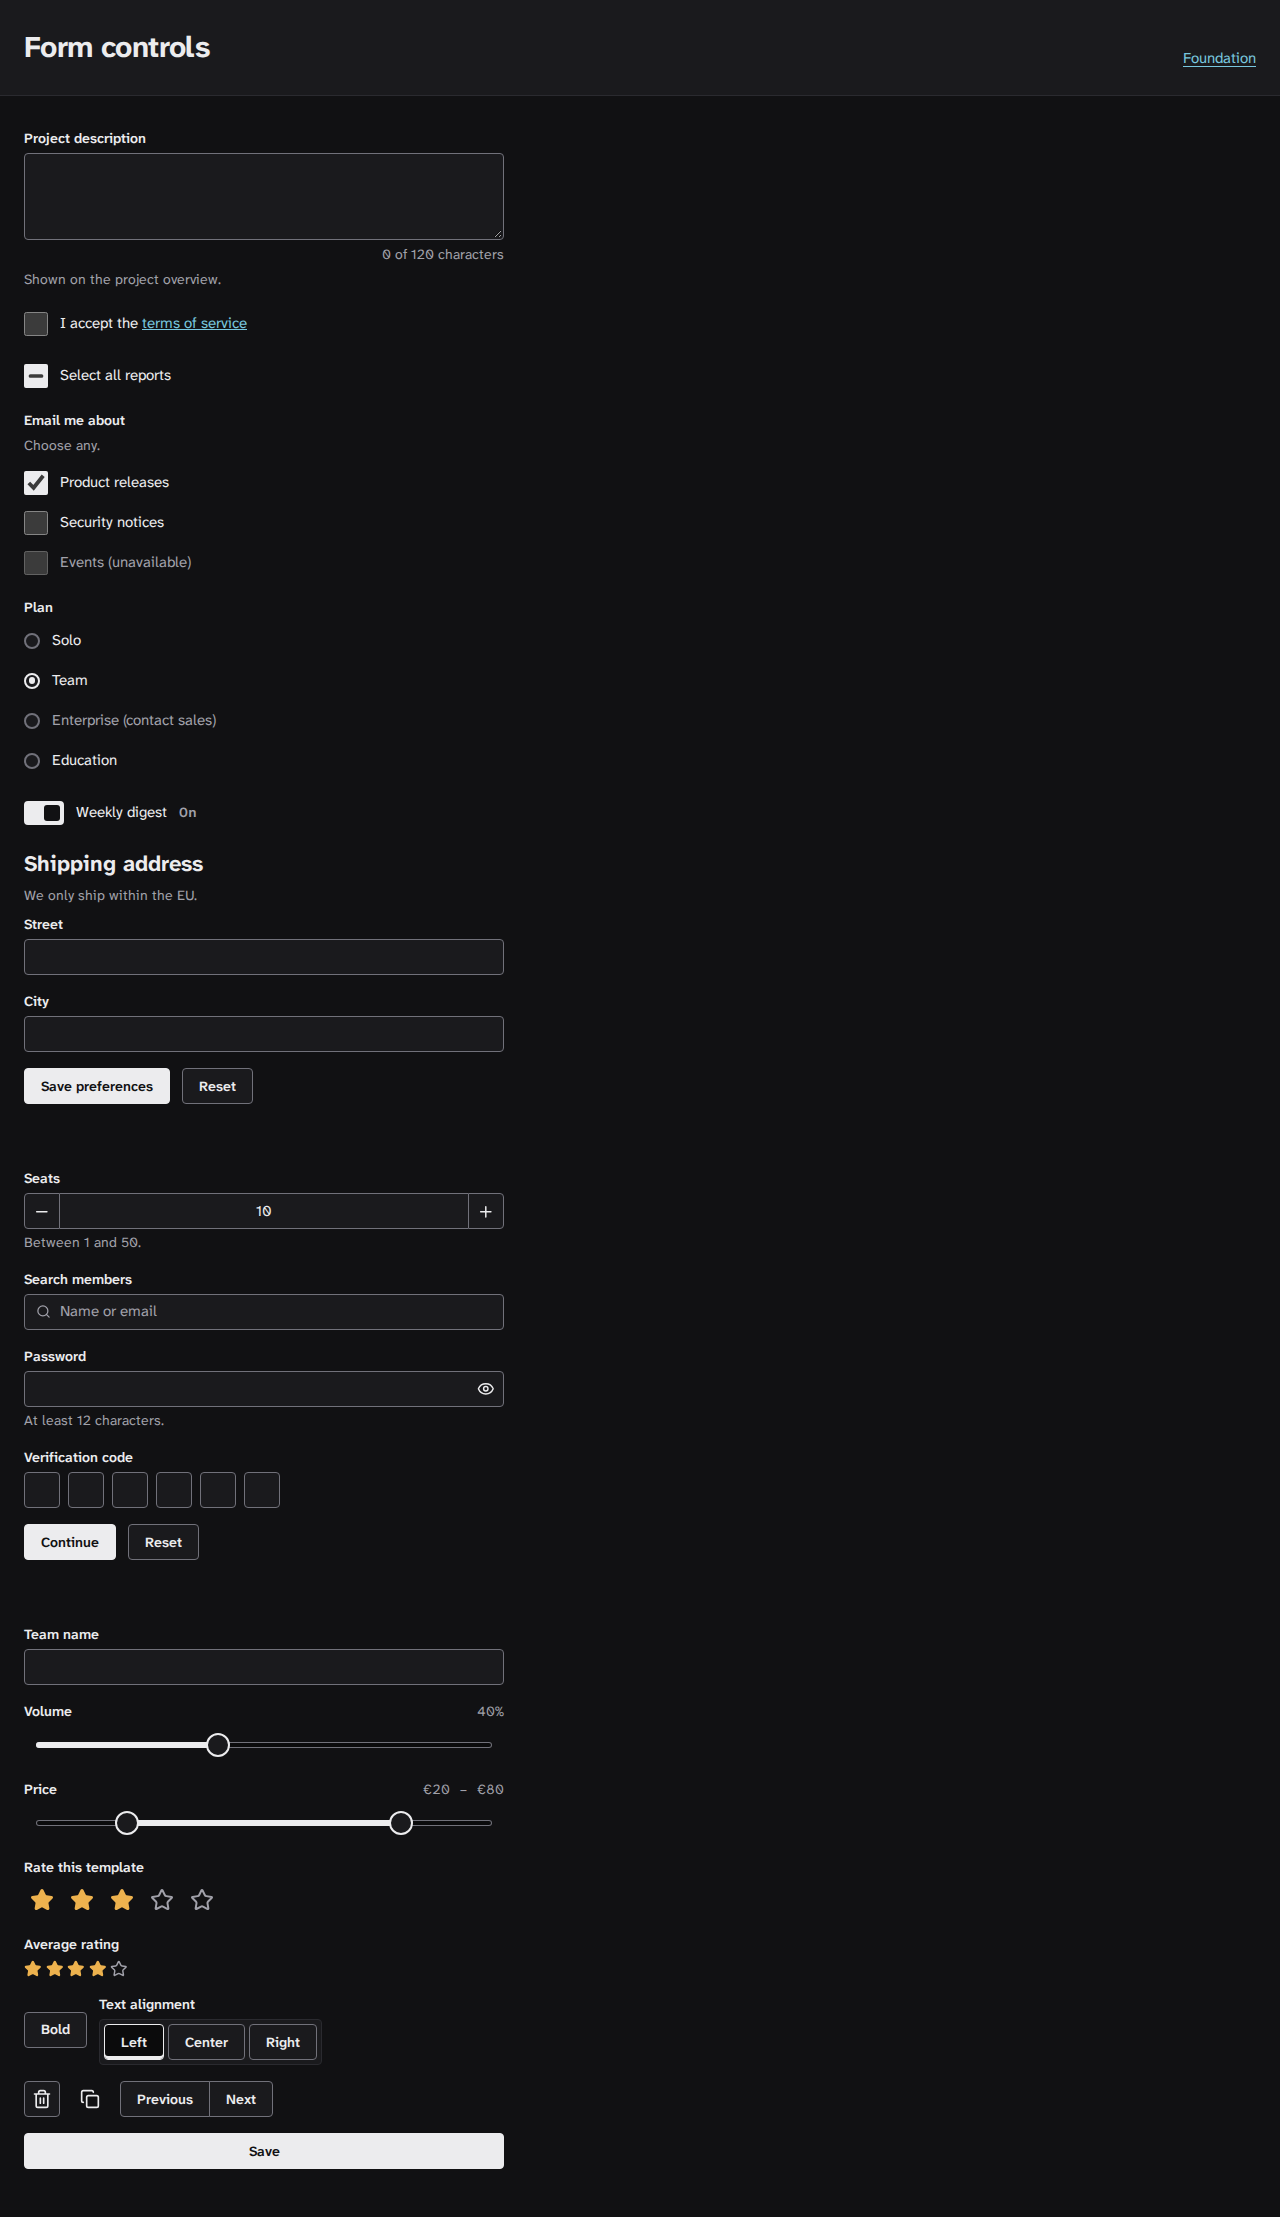 Form controls
Foundation
Project description
0 of 120 characters
Shown on the project overview.
I accept the terms of service
Select all reports
Email me about
Choose any.
Product releases
Security notices
Events (unavailable)
Plan
Solo
Team
Enterprise (contact sales)
Education
Weekly digest On
Shipping address
We only ship within the EU.
Street
City
Save preferences Reset
Seats
10
Between 1 and 50.
Search members
Name or email
Password
At least 12 characters.
Verification code
Continue Reset
Team name
Volume 40%
Price €20 – €80
Rate this template
Average rating
Text alignment
Bold Left Center Right
Previous Next
Save